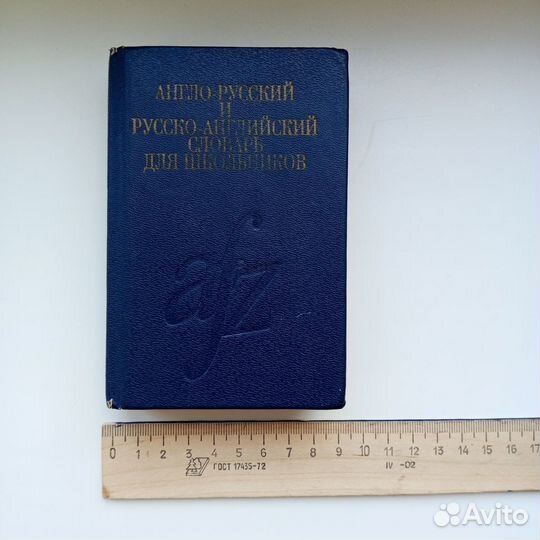 АНГЛО-РУССКИЙ
И
РУССКО-АНГЛИЙСКИЙ
СЛОВАРЬ
ДЛЯ ШКОЛЬНИКОВ
afz
0 1 2 3 4 5 6 7 8 9 10 11 12 13 14 15 16 17
ГОСТ 17435-72
IV -02
Avito